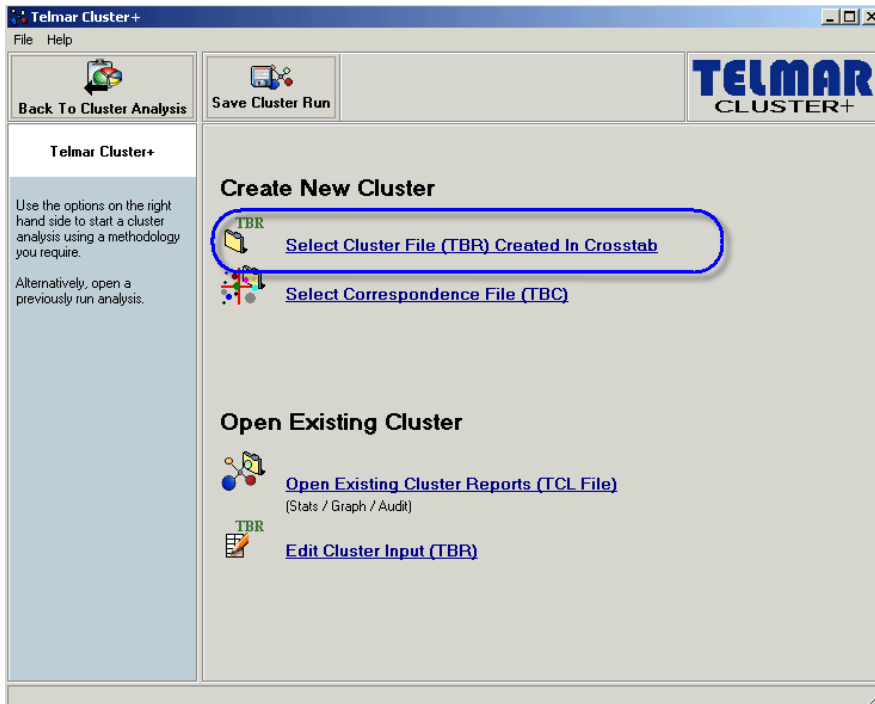 Telmar Cluster+
File Help
Back To Cluster Analysis
Save Cluster Run
TELMAR
CLUSTER+
Telmar Cluster+
Use the options on the right
hand side to start a cluster
analysis using a methodology
you require.
Alternatively, open a
previously run analysis.
Create New Cluster
TBR
Select Cluster File (TBR) Created In Crosstab
Select Correspondence File (TBC)
Open Existing Cluster
Open Existing Cluster Reports (TCL File)
(Stats / Graph / Audit)
TBR
Edit Cluster Input (TBR)